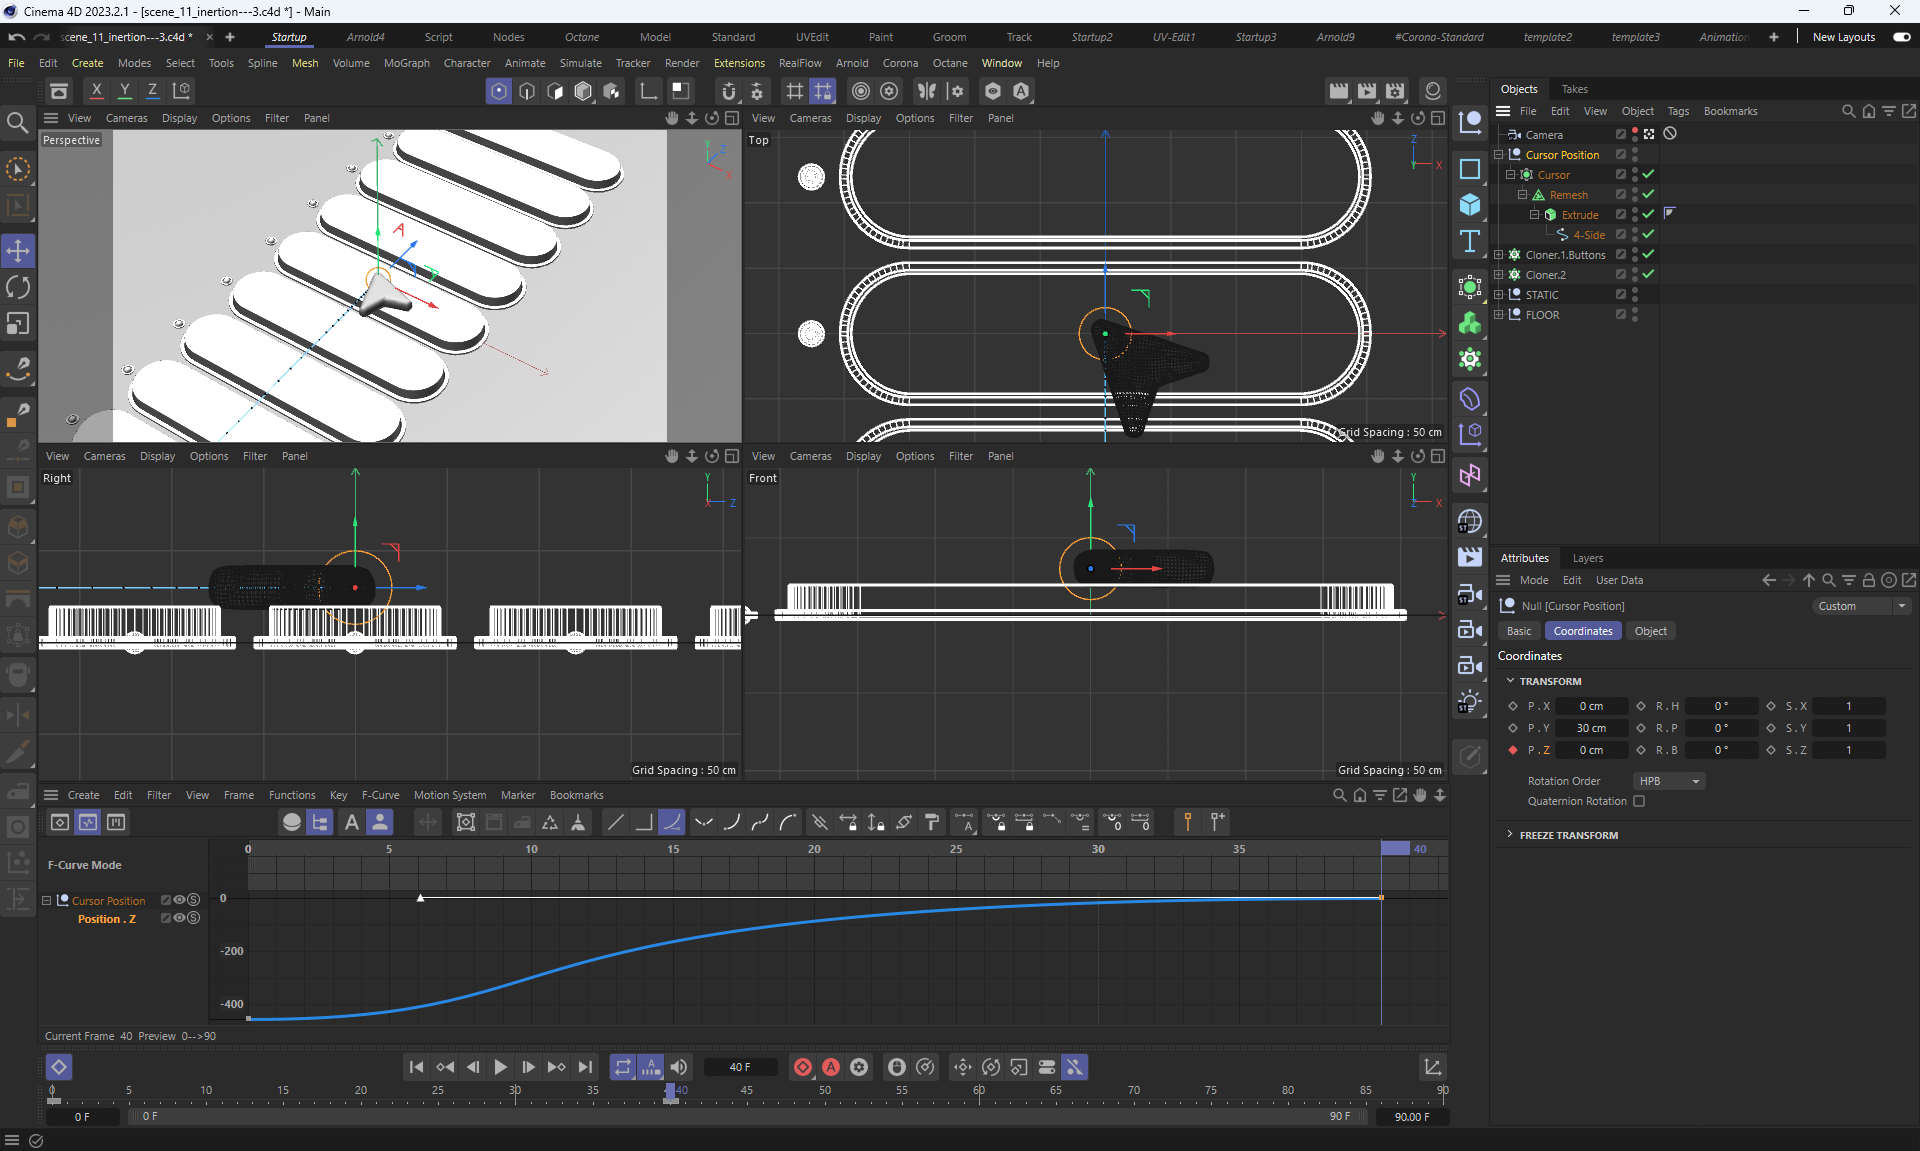 Cinema 4D 2023.2.1 - [scene_11_inertion---3.c4d *] - Main
scene_11_inertion---3.c4d *
Startup Arnold4 Script Nodes Octane Model Standard UVEdit Paint Groom Track Startup2 UV-Edit1 Startup3 Arnold9 #Corona-Standard template2 template3 Animation New Layouts
File Edit Create Modes Select Tools Spline Mesh Volume MoGraph Character Animate Simulate Tracker Render Extensions RealFlow Arnold Corona Octane Window Help
X Y Z
Objects Takes
File Edit View Object Tags Bookmarks
View Cameras Display Options Filter Panel
View Cameras Display Options Filter Panel
Perspective
Top
Y Z X
Z Y X
Camera
Cursor Position
Cursor
Remesh
Extrude
4-Side
Cloner.1.Buttons
Cloner.2
STATIC
FLOOR
Grid Spacing : 50 cm
View Cameras Display Options Filter Panel
View Cameras Display Options Filter Panel
Right
Front
Y X Z
Y Z X
Grid Spacing : 50 cm
Grid Spacing : 50 cm
Attributes Layers
Mode Edit User Data
Null [Cursor Position]
Custom
Basic Coordinates Object
Coordinates
TRANSFORM
P . X 0 cm R . H 0 ° S . X 1
P . Y 30 cm R . P 0 ° S . Y 1
P . Z 0 cm R . B 0 ° S . Z 1
Rotation Order HPB
Quaternion Rotation
FREEZE TRANSFORM
Create Edit Filter View Frame Functions Key F-Curve Motion System Marker Bookmarks
F-Curve Mode
0 5 10 15 20 25 30 35 40
Cursor Position
Position . Z
0
-200
-400
Current Frame 40 Preview 0-->90
40 F
0 5 10 15 20 25 30 35 40 45 50 55 60 65 70 75 80 85 90
0 F 0 F 90 F 90.00 F